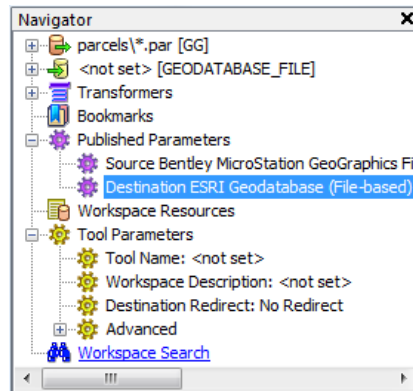 Navigator
parcels\*.par [GG]
<not set> [GEODATABASE_FILE]
Transformers
Bookmarks
Published Parameters
Source Bentley MicroStation GeoGraphics Fi
Destination ESRI Geodatabase (File-based)
Workspace Resources
Tool Parameters
Tool Name: <not set>
Workspace Description: <not set>
Destination Redirect: No Redirect
Advanced
Workspace Search